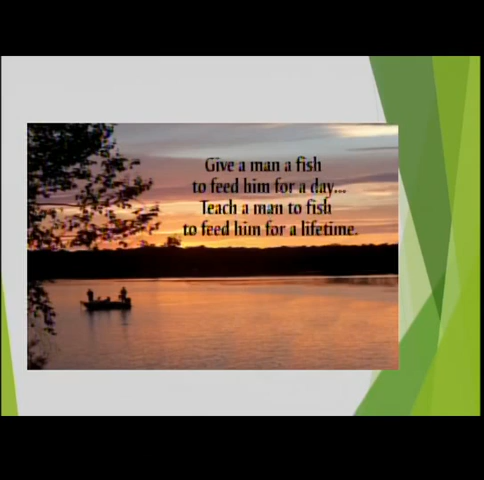 Give a man a fish
to feed him for a day...
Teach a man to fish
to feed him for a lifetime.